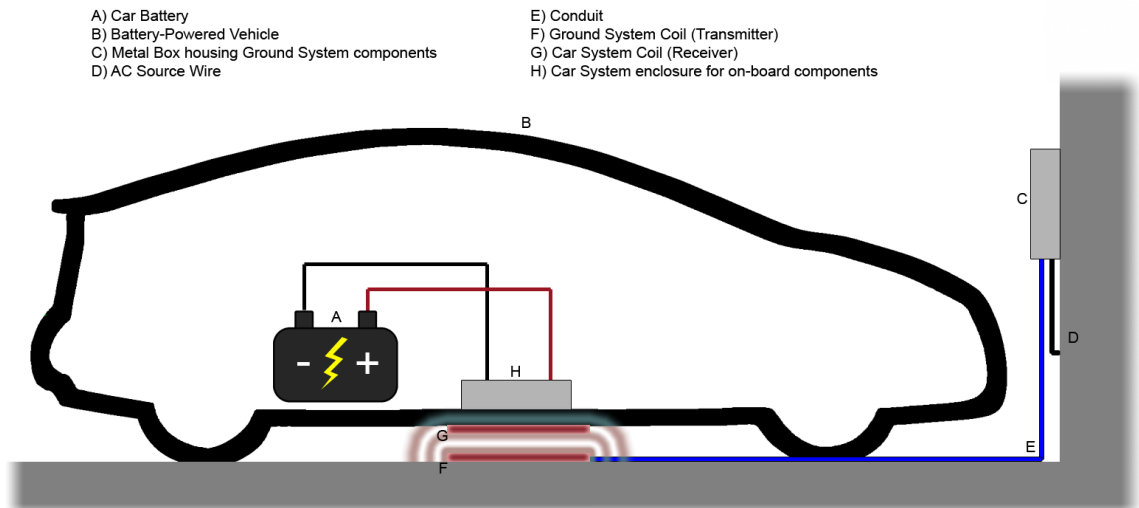 A) Car Battery
B) Battery-Powered Vehicle
C) Metal Box housing Ground System components
D) AC Source Wire
E) Conduit
F) Ground System Coil (Transmitter)
G) Car System Coil (Receiver)
H) Car System enclosure for on-board components
B
C
A
- +
D
H
G
E
F